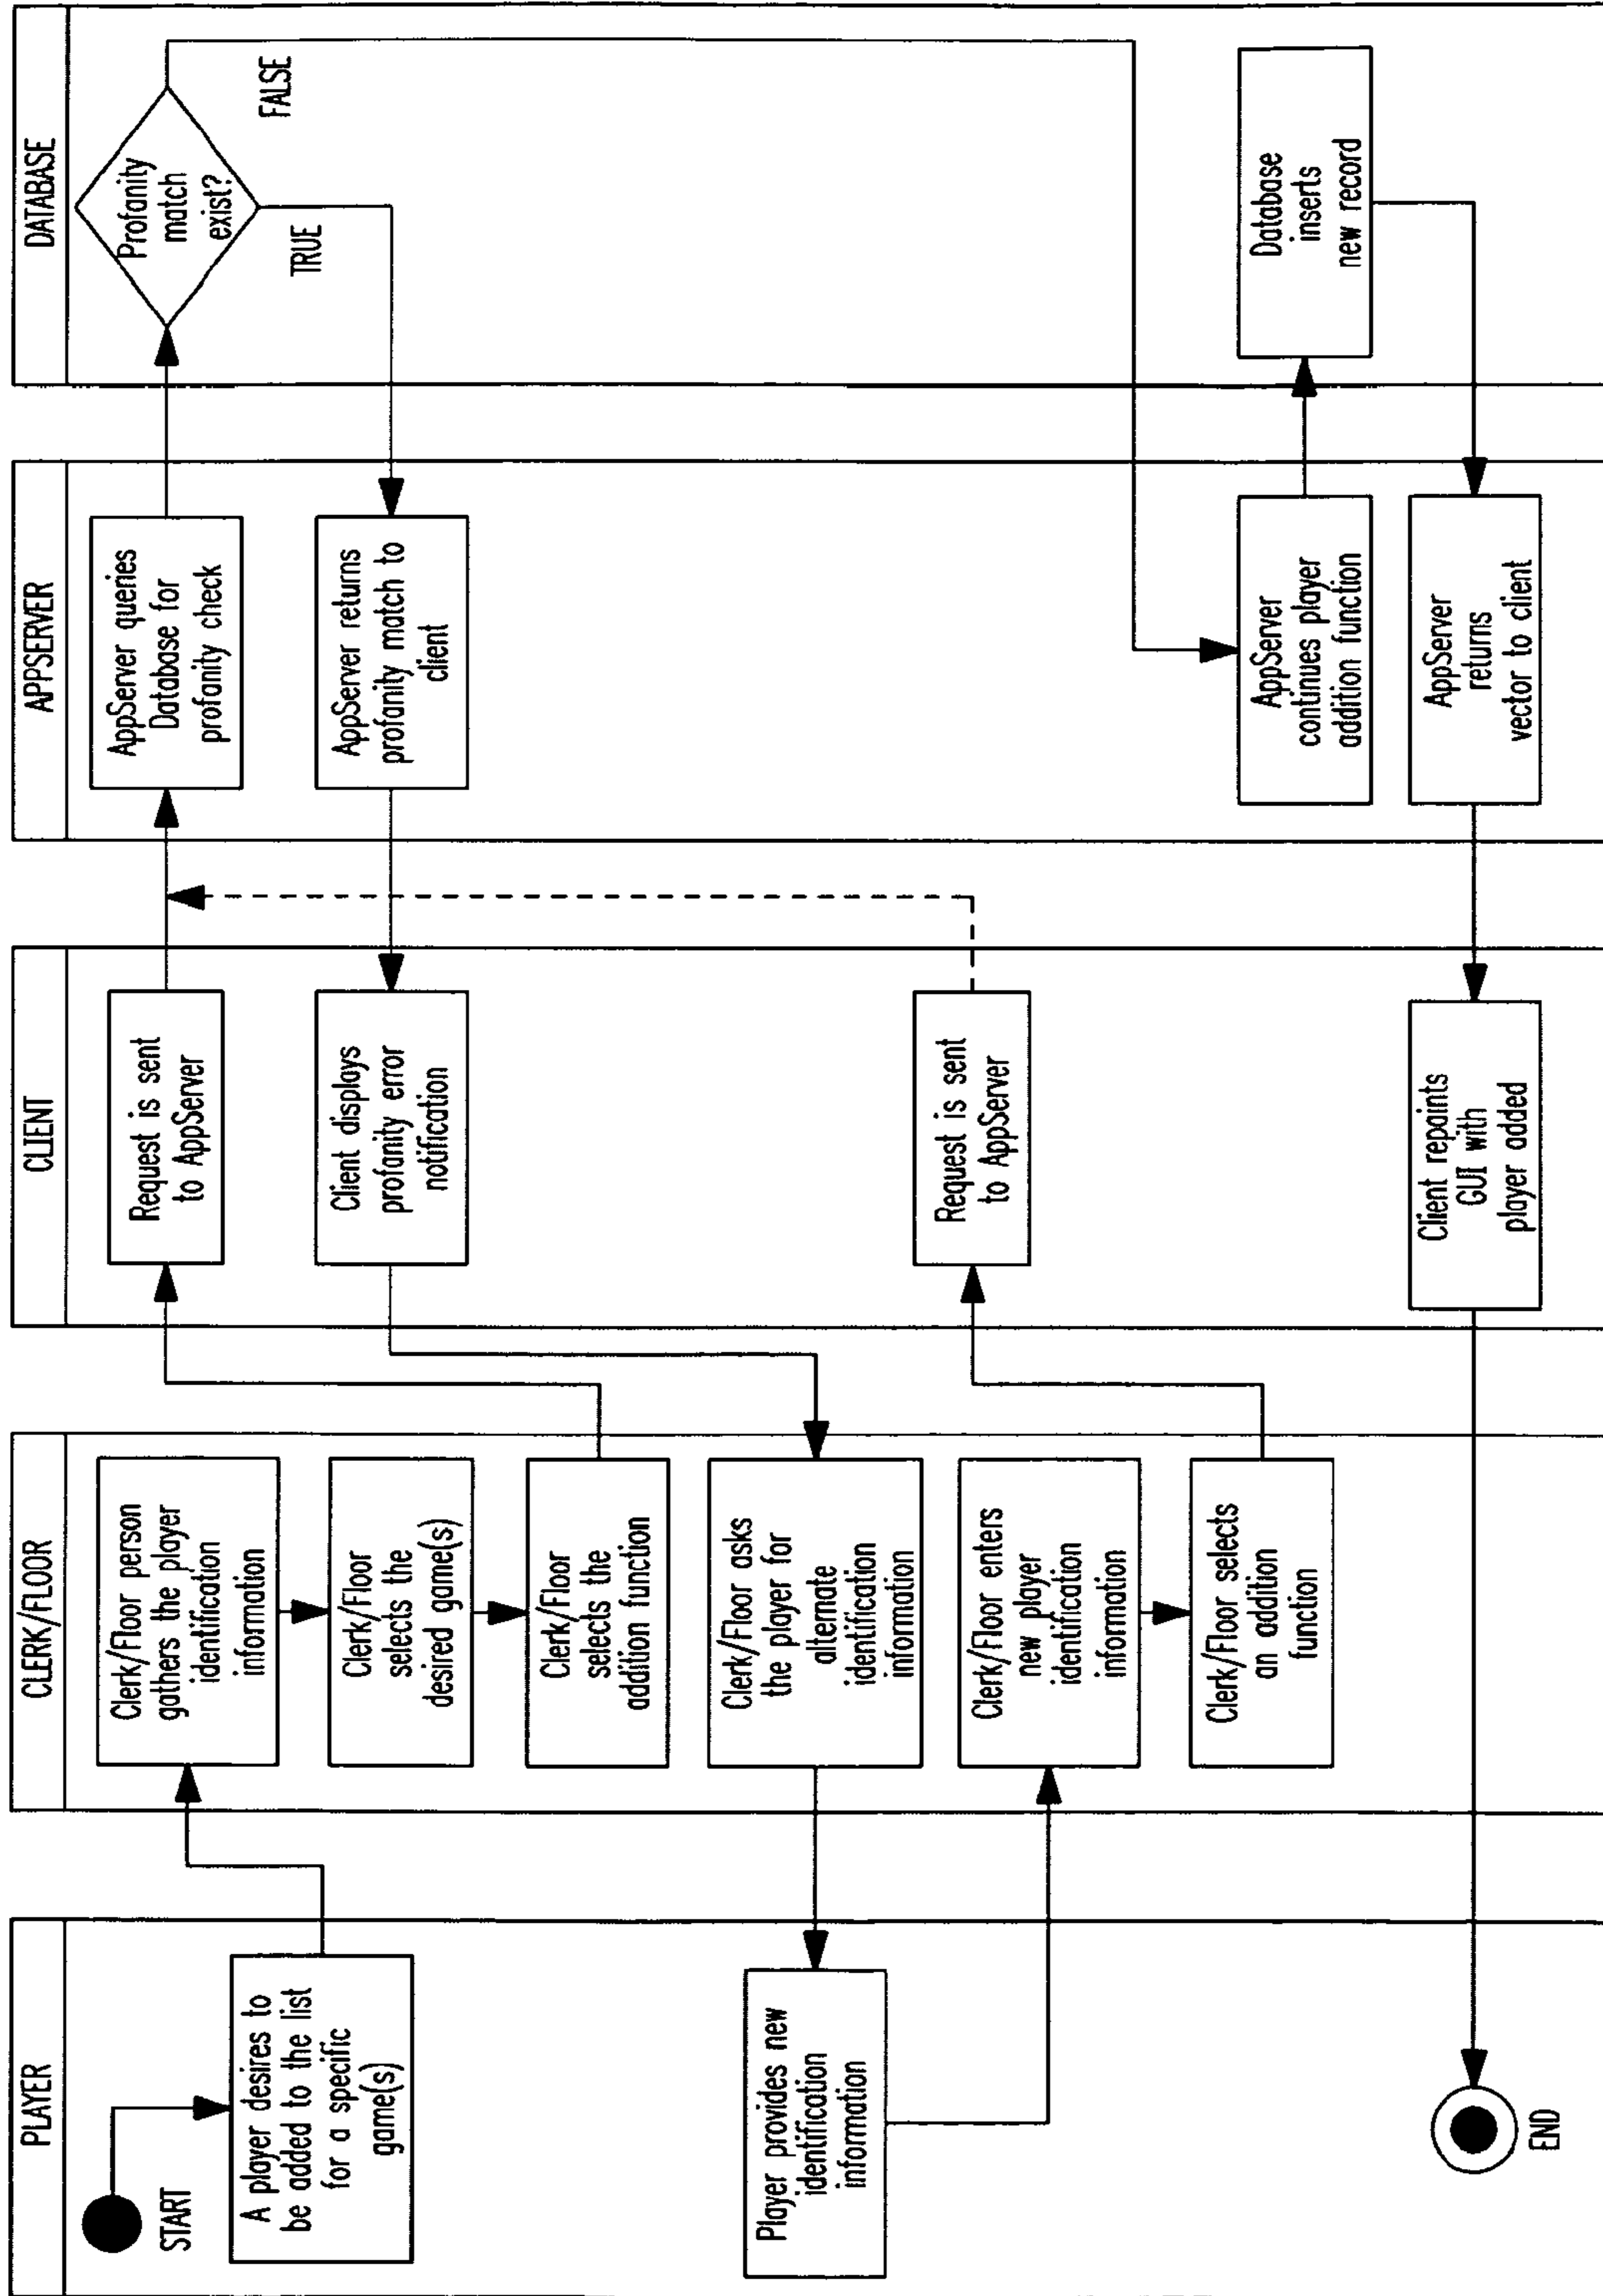 PLAYER
START
A player desires to
be added to the list
for a specific
game(s)
Player provides new
identification
information
END
CLERK/FLOOR
Clerk/Floor person
gathers the player
identification
information
Clerk/Floor
selects the
desired game(s)
Clerk/Floor
selects the
addition function
Clerk/Floor asks
the player for
alternate
identification
information
Clerk/Floor enters
new player
identification
information
Clerk/Floor selects
an addition
function
CLIENT
Request is sent
to AppServer
Client displays
profanity error
notification
Request is sent
to AppServer
Client repaints
GUI with
player added
APPSERVER
AppServer queries
Database for
profanity check
AppServer returns
profanity match to
client
AppServer
continues player
addition function
AppServer
returns
vector to client
DATABASE
Profanity
match
exist?
TRUE
FALSE
Database
inserts
new record